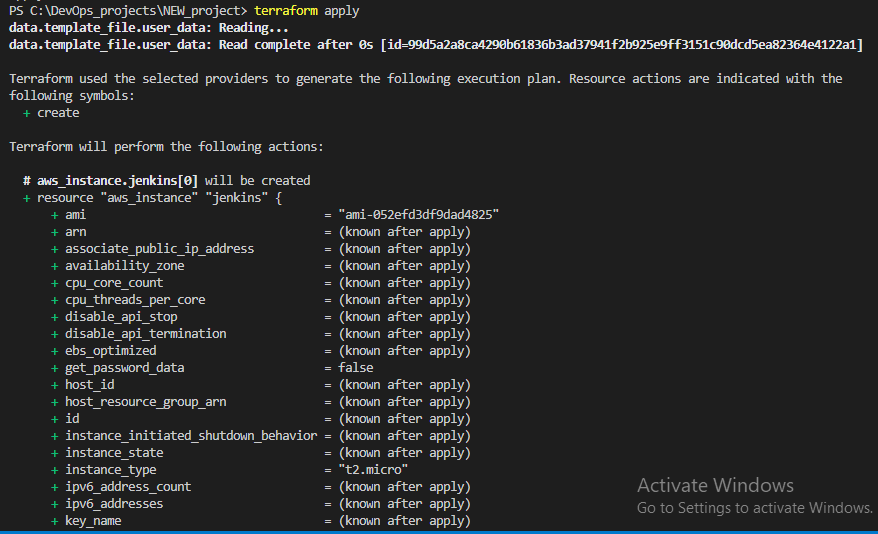 PS C:\DevOps_projects\NEW_project> terraform apply
data.template_file.user_data: Reading...
data.template_file.user_data: Read complete after 0s [id=99d5a2a8ca4290b61836b3ad37941f2b925e9ff3151c90dcd5ea82364e4122a1]
Terraform used the selected providers to generate the following execution plan. Resource actions are indicated with the
following symbols:
+ create
Terraform will perform the following actions:
# aws_instance.jenkins[0] will be created
+ resource "aws_instance" "jenkins" {
+ ami = "ami-052efd3df9dad4825"
+ arn = (known after apply)
+ associate_public_ip_address = (known after apply)
+ availability_zone = (known after apply)
+ cpu_core_count = (known after apply)
+ cpu_threads_per_core = (known after apply)
+ disable_api_stop = (known after apply)
+ disable_api_termination = (known after apply)
+ ebs_optimized = (known after apply)
+ get_password_data = false
+ host_id = (known after apply)
+ host_resource_group_arn = (known after apply)
+ id = (known after apply)
+ instance_initiated_shutdown_behavior = (known after apply)
+ instance_state = (known after apply)
+ instance_type = "t2.micro"
+ ipv6_address_count = (known after apply)
+ ipv6_addresses = (known after apply)
+ key_name = (known after apply)
Activate Windows
Go to Settings to activate Windows.